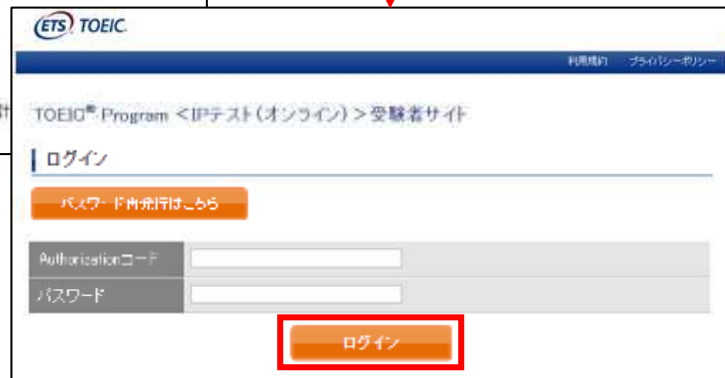 ETS TOEIC.
利用規約 プライバシーポリシー
計
TOEIC® Program <IPテスト(オンライン)>受験者サイト
ログイン
パスワード再発行はこちら
Authorizationコード
パスワード
ログイン